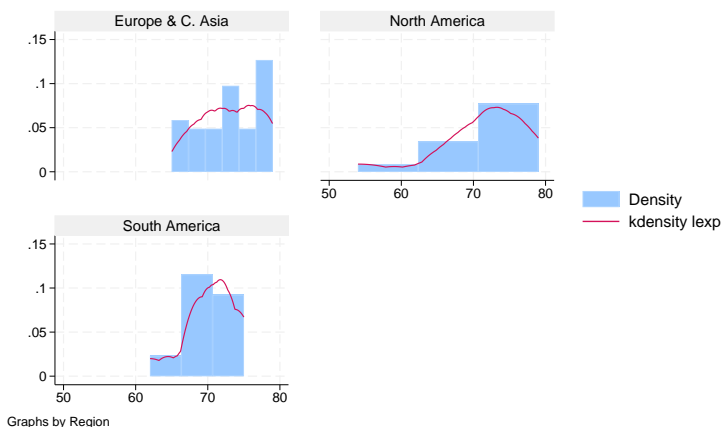 Europe & C. Asia
North America
.15
.1
.05
0
50 60 70 80
Density
kdensity lexp
South America
.15
.1
.05
0
50 60 70 80
Graphs by Region